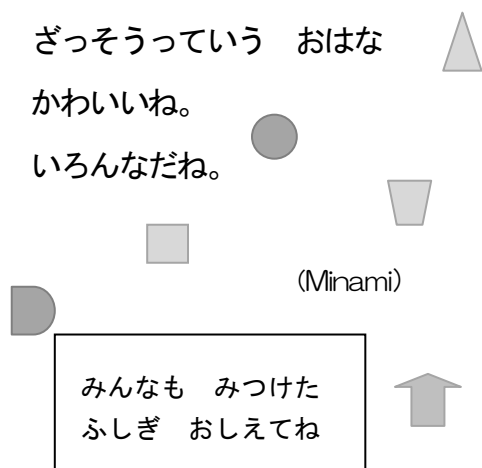 ざっそうっていう　おはな
かわいいね。
いろんなだね。
(Minami)
みんなも　みつけた
ふしぎ　おしえてね